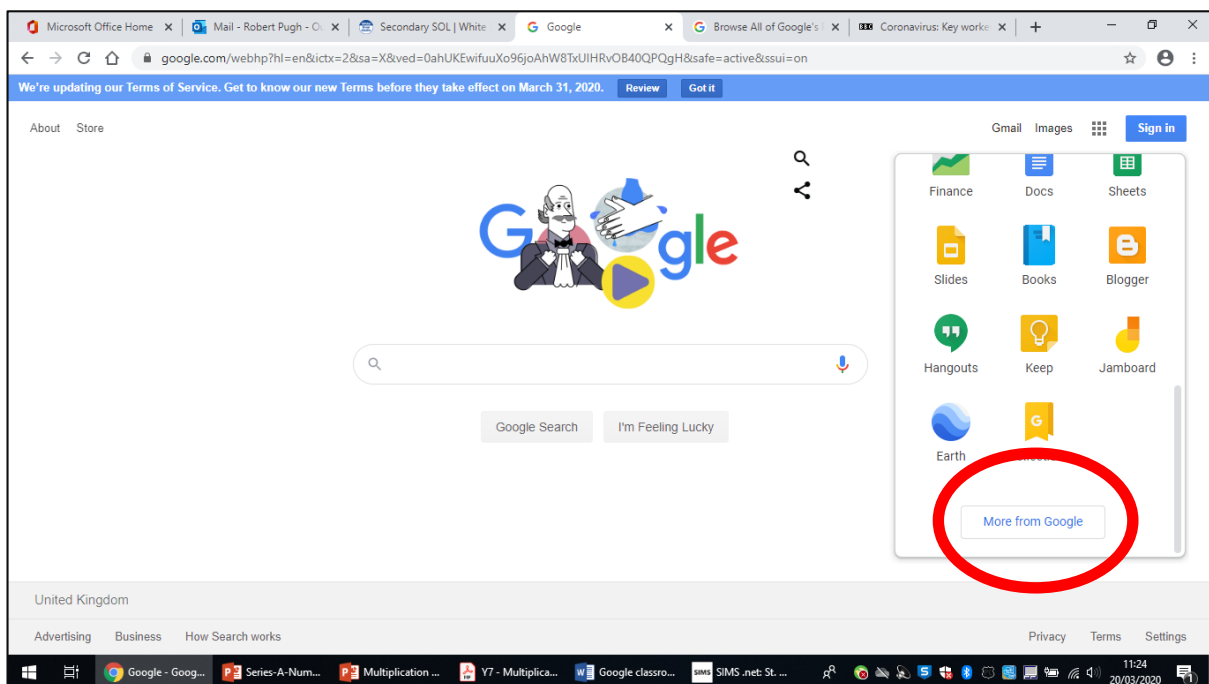 Microsoft Office Home
Mail - Robert Pugh - O
Secondary SOL | White
Google
Browse All of Google's
BBC Coronavirus: Key worke
google.com/webhp?hl=en&ictx=2&sa=X&ved=0ahUKEwifuuXo96joAhW8TxUIHRvOB40QPQgH&safe=active&ssui=on
We're updating our Terms of Service. Get to know our new Terms before they take effect on March 31, 2020. Review Got it
About Store
Gmail Images Sign in
Google
Finance Docs Sheets
Slides Books Blogger
Hangouts Keep Jamboard
Earth
More from Google
Google Search I'm Feeling Lucky
United Kingdom
Advertising Business How Search works
Privacy Terms Settings
Google - Goog... Series-A-Num... Multiplication ... Y7 - Multiplica... Google classro... SIMS SIMS .net: St. ...
11:24
20/03/2020